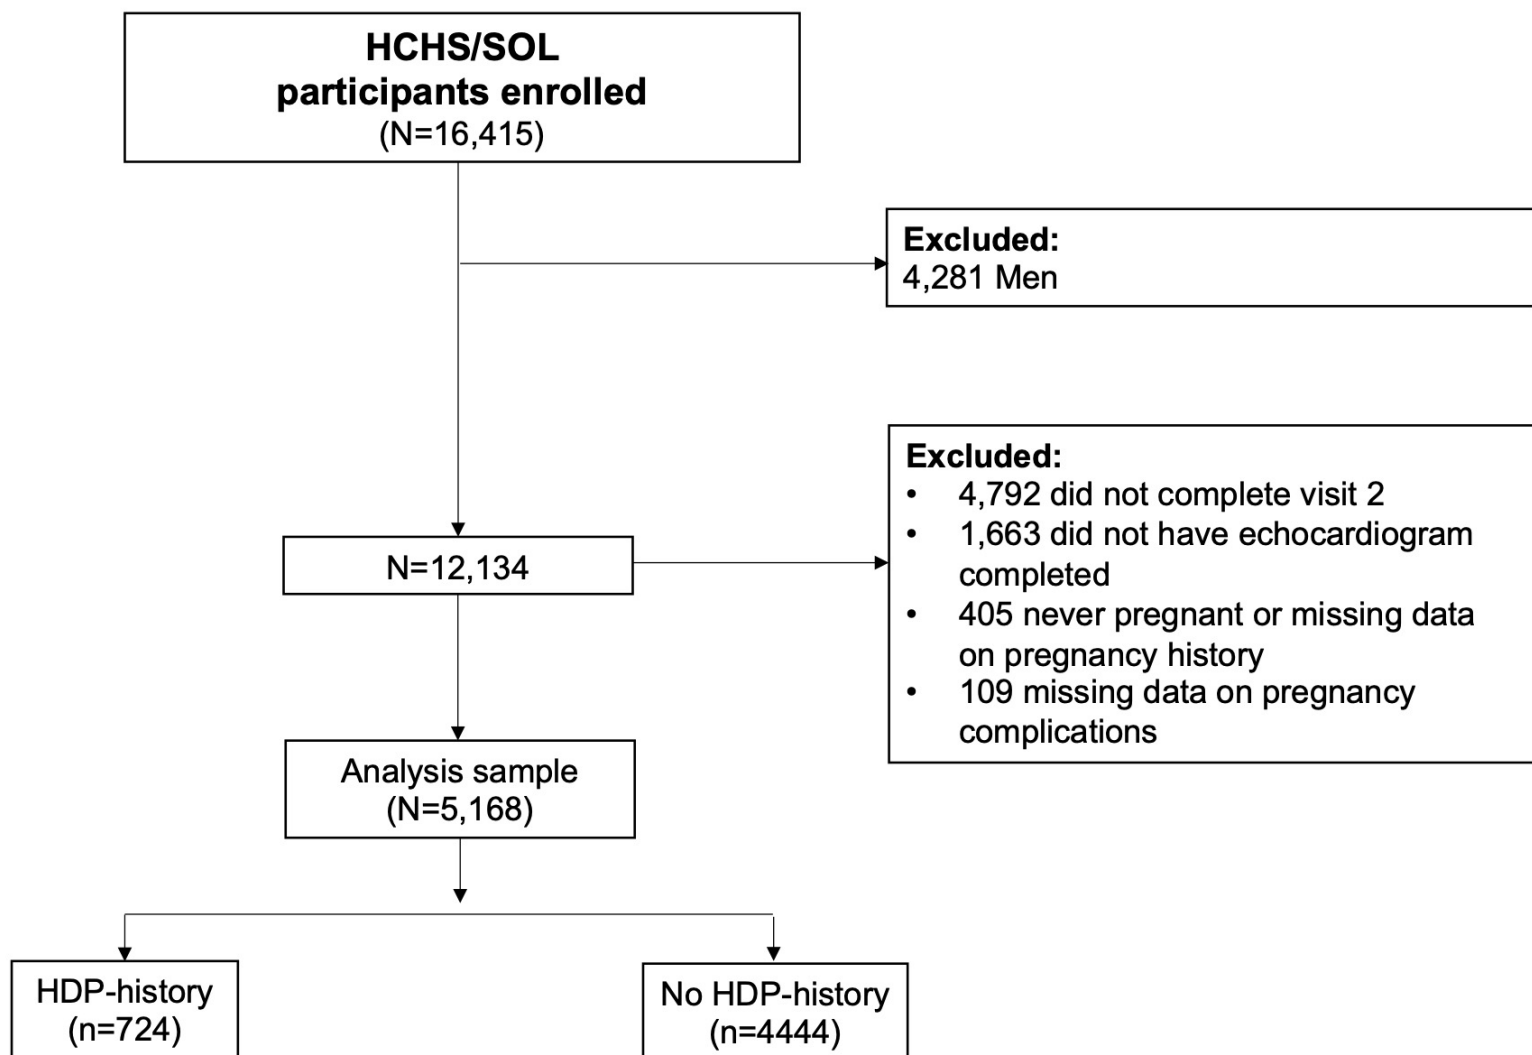 HCHS/SOL
participants enrolled
(N=16,415)
Excluded:
4,281 Men
Excluded:
• 4,792 did not complete visit 2
• 1,663 did not have echocardiogram
completed
• 405 never pregnant or missing data
on pregnancy history
• 109 missing data on pregnancy
complications
N=12,134
Analysis sample
(N=5,168)
HDP-history
(n=724)
No HDP-history
(n=4444)